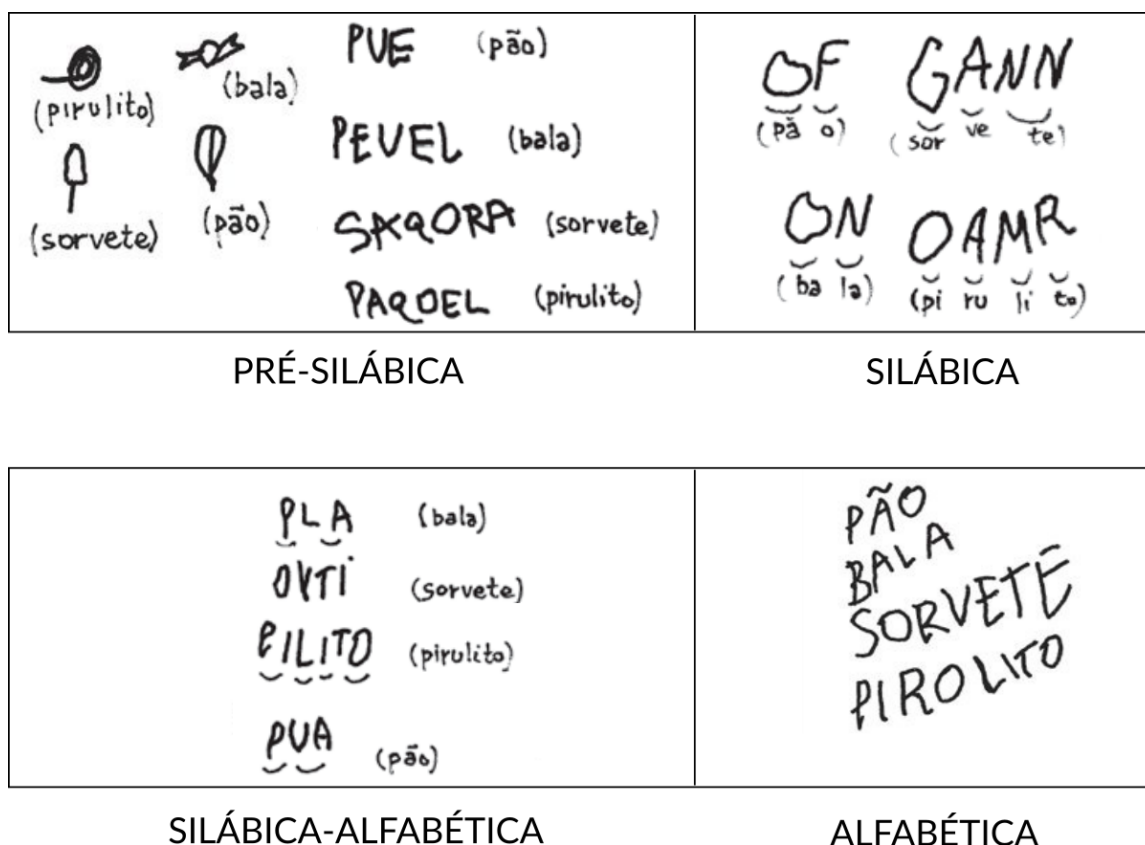 (pirulito)
(bala)
(sorvete)
(pão)
PUE (pão)
PEVEL (bala)
SAQORA (sorvete)
PAQOEL (pirulito)
OF GANN
(pã o) (sor ve te)
ON OAMR
(ba la) (pi ru li to)
PRÉ-SILÁBICA
SILÁBICA
PLA (bala)
OVTI (sorvete)
PILITO (pirulito)
PUA (pão)
PÃO
BALA
SORVETE
PIROLITO
SILÁBICA-ALFABÉTICA
ALFABÉTICA